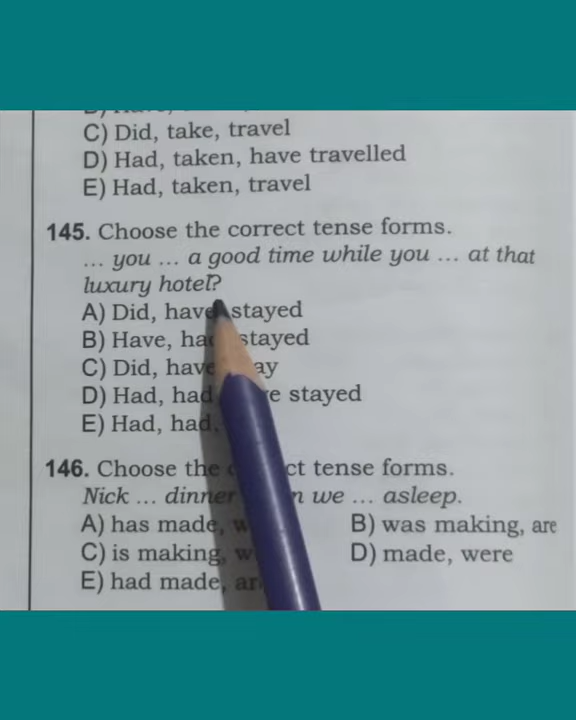 C) Did, take, travel
D) Had, taken, have travelled
E) Had, taken, travel
145. Choose the correct tense forms.
... you ... a good time while you ... at that
luxury hotel?
A) Did, have stayed
B) Have, had stayed
C) Did, have
D) Had, had stayed
E) Had, had,
146. Choose the tense forms.
Nick ... dinner we ... asleep.
A) has made, B) was making, are
C) is making, D) made, were
E) had made,